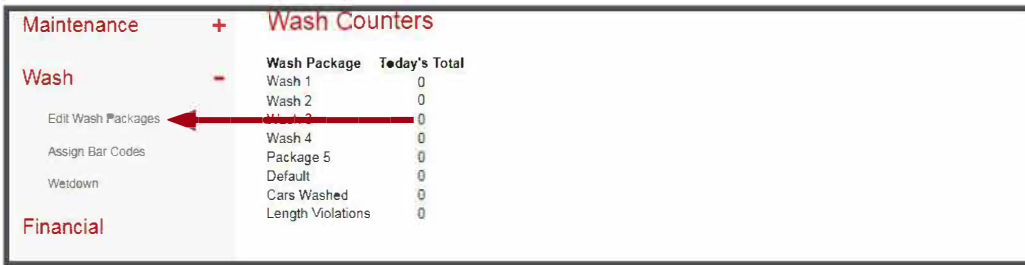 Maintenance +
Wash -
Edit Wash Packages
Assign Bar Codes
Wetdown
Financial
Wash Counters
Wash Package Today's Total
Wash 1 0
Wash 2 0
Wash 3 0
Wash 4 0
Package 5 0
Default 0
Cars Washed 0
Length Violations 0